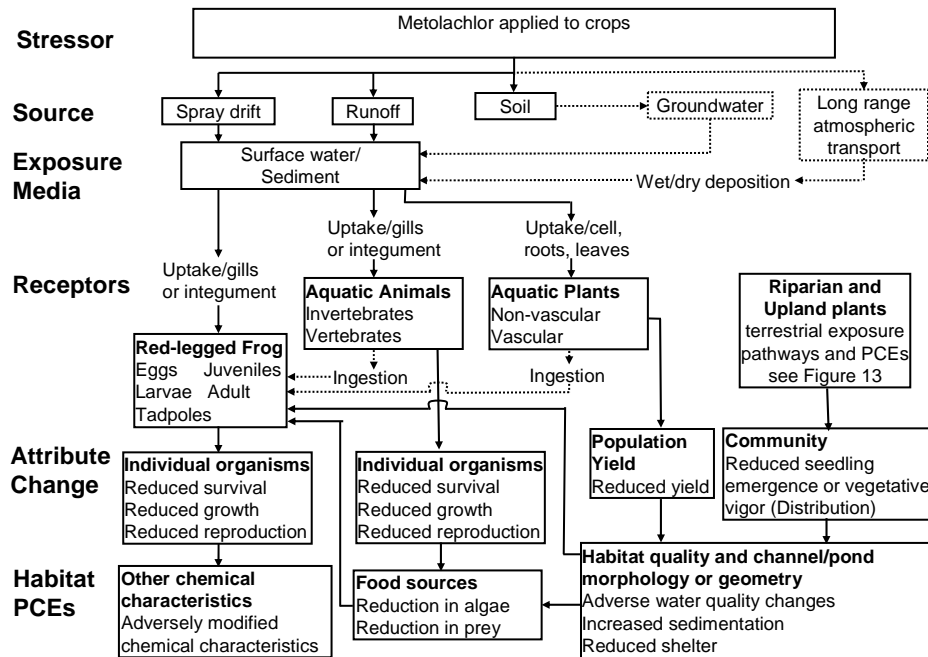 Stressor
Metolachlor applied to crops
Source
Spray drift
Runoff
Soil
Groundwater
Long range
atmospheric
transport
Exposure
Media
Surface water/
Sediment
Wet/dry deposition
Uptake/gills
or integument
Uptake/cell,
roots, leaves
Receptors
Uptake/gills
or integument
Aquatic Animals
Invertebrates
Vertebrates
Aquatic Plants
Non-vascular
Vascular
Riparian and
Upland plants
terrestrial exposure
pathways and PCEs
see Figure 13
Red-legged Frog
Eggs Juveniles
Larvae Adult
Tadpoles
Ingestion
Ingestion
Attribute
Change
Individual organisms
Reduced survival
Reduced growth
Reduced reproduction
Individual organisms
Reduced survival
Reduced growth
Reduced reproduction
Population
Yield
Reduced yield
Community
Reduced seedling
emergence or vegetative
vigor (Distribution)
Habitat
PCEs
Other chemical
characteristics
Adversely modified
chemical characteristics
Food sources
Reduction in algae
Reduction in prey
Habitat quality and channel/pond
morphology or geometry
Adverse water quality changes
Increased sedimentation
Reduced shelter